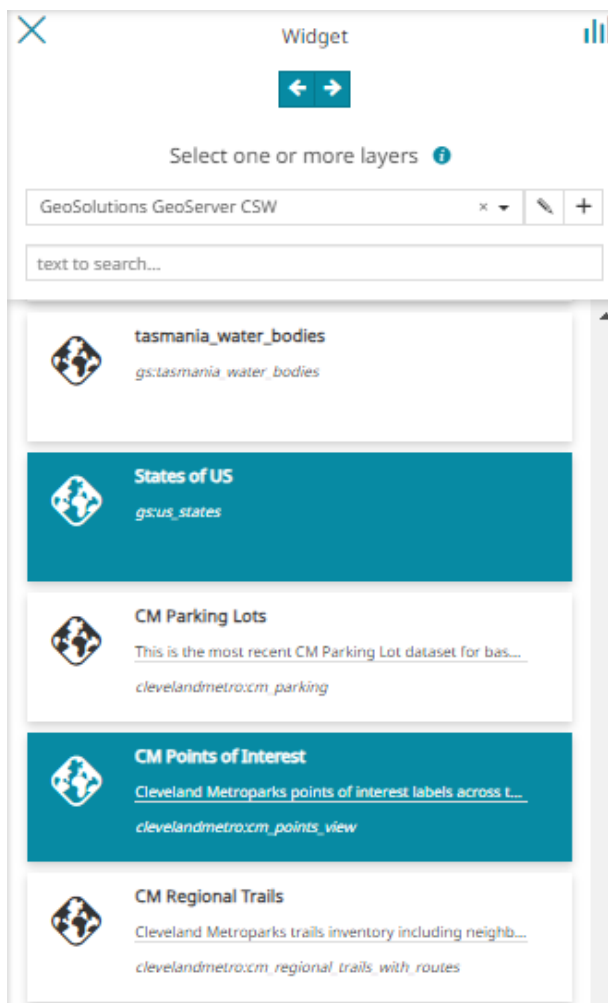 Widget
Select one or more layers
GeoSolutions GeoServer CSW
text to search...
tasmania_water_bodies
gs:tasmania_water_bodies
States of US
gs:us_states
CM Parking Lots
This is the most recent CM Parking Lot dataset for bas...
clevelandmetro:cm_parking
CM Points of Interest
Cleveland Metroparks points of interest labels across t...
clevelandmetro:cm_points_view
CM Regional Trails
Cleveland Metroparks trails inventory including neighb...
clevelandmetro:cm_regional_trails_with_routes